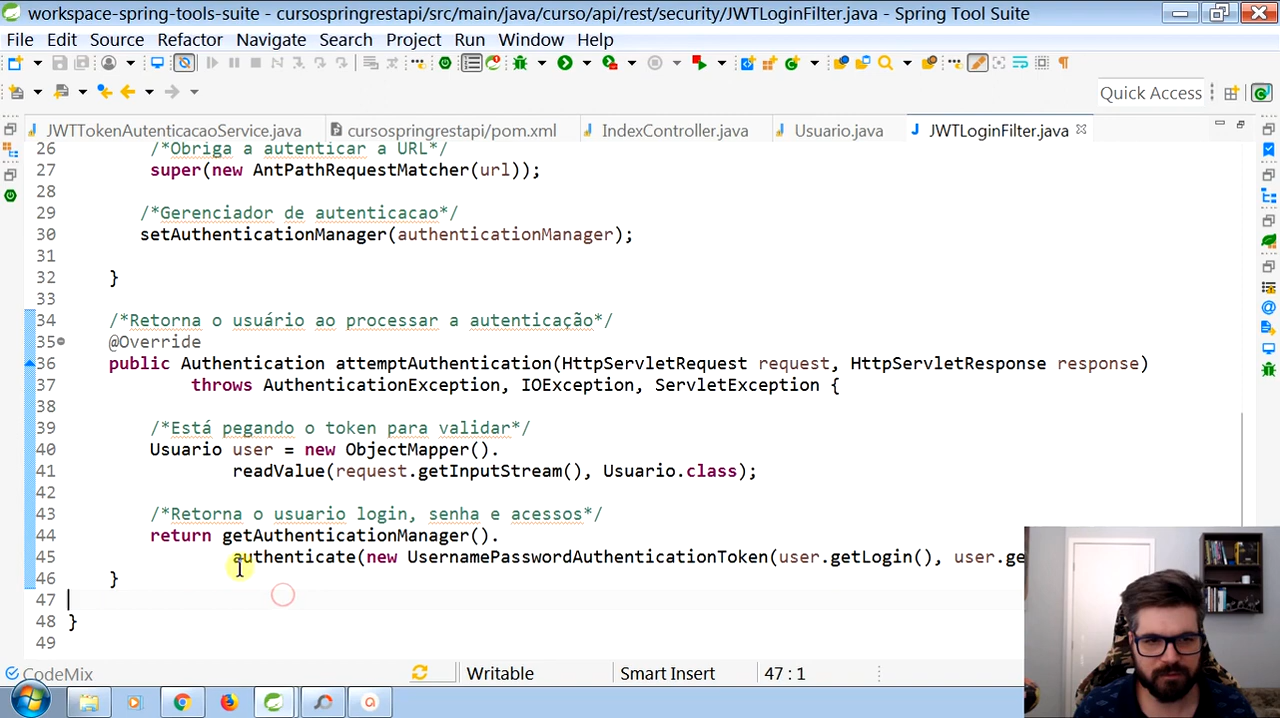 workspace-spring-tools-suite - cursospringrestapi/src/main/java/curso/api/rest/security/JWTLoginFilter.java - Spring Tool Suite
File Edit Source Refactor Navigate Search Project Run Window Help
Quick Access
JWTTokenAutenticacaoService.java cursospringrestapi/pom.xml IndexController.java Usuario.java JWTLoginFilter.java
26 /*Obriga a autenticar a URL*/
27 super(new AntPathRequestMatcher(url));
28
29 /*Gerenciador de autenticacao*/
30 setAuthenticationManager(authenticationManager);
31
32 }
33
34 /*Retorna o usuário ao processar a autenticação*/
35 @Override
36 public Authentication attemptAuthentication(HttpServletRequest request, HttpServletResponse response)
37 throws AuthenticationException, IOException, ServletException {
38
39 /*Está pegando o token para validar*/
40 Usuario user = new ObjectMapper().
41 readValue(request.getInputStream(), Usuario.class);
42
43 /*Retorna o usuario login, senha e acessos*/
44 return getAuthenticationManager().
45 authenticate(new UsernamePasswordAuthenticationToken(user.getLogin(), user.ge
46 }
47
48 }
49
CodeMix Writable Smart Insert 47 : 1